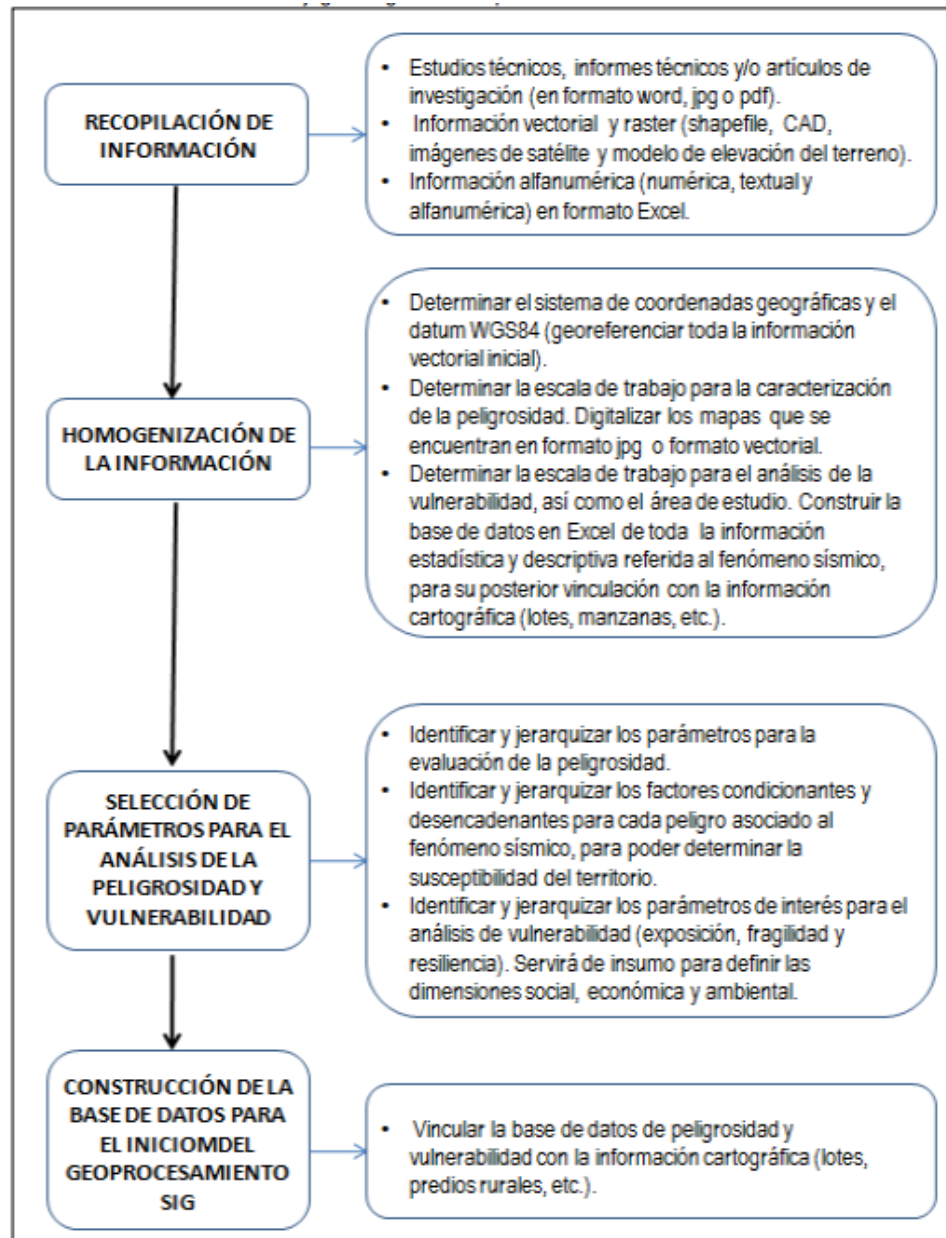 RECOPILACIÓN DE
INFORMACIÓN
• Estudios técnicos, informes técnicos y/o artículos de
investigación (en formato word, jpg o pdf).
• Información vectorial y raster (shapefile, CAD,
imágenes de satélite y modelo de elevación del terreno).
• Información alfanumérica (numérica, textual y
alfanumérica) en formato Excel.
HOMOGENIZACIÓN DE
LA INFORMACIÓN
• Determinar el sistema de coordenadas geográficas y el
datum WGS84 (georeferenciar toda la información
vectorial inicial).
• Determinar la escala de trabajo para la caracterización
de la peligrosidad. Digitalizar los mapas que se
encuentran en formato jpg o formato vectorial.
• Determinar la escala de trabajo para el análisis de la
vulnerabilidad, así como el área de estudio. Construir la
base de datos en Excel de toda la información
estadística y descriptiva referida al fenómeno sísmico,
para su posterior vinculación con la información
cartográfica (lotes, manzanas, etc.).
SELECCIÓN DE
PARÁMETROS PARA EL
ANÁLISIS DE LA
PELIGROSIDAD Y
VULNERABILIDAD
• Identificar y jerarquizar los parámetros para la
evaluación de la peligrosidad.
• Identificar y jerarquizar los factores condicionantes y
desencadenantes para cada peligro asociado al
fenómeno sísmico, para poder determinar la
susceptibilidad del territorio.
• Identificar y jerarquizar los parámetros de interés para el
análisis de vulnerabilidad (exposición, fragilidad y
resiliencia). Servirá de insumo para definir las
dimensiones social, económica y ambiental.
CONSTRUCCIÓN DE LA
BASE DE DATOS PARA
EL INICIOMDEL
GEOPROCESAMIENTO
SIG
• Vincular la base de datos de peligrosidad y
vulnerabilidad con la información cartográfica (lotes,
predios rurales, etc.).